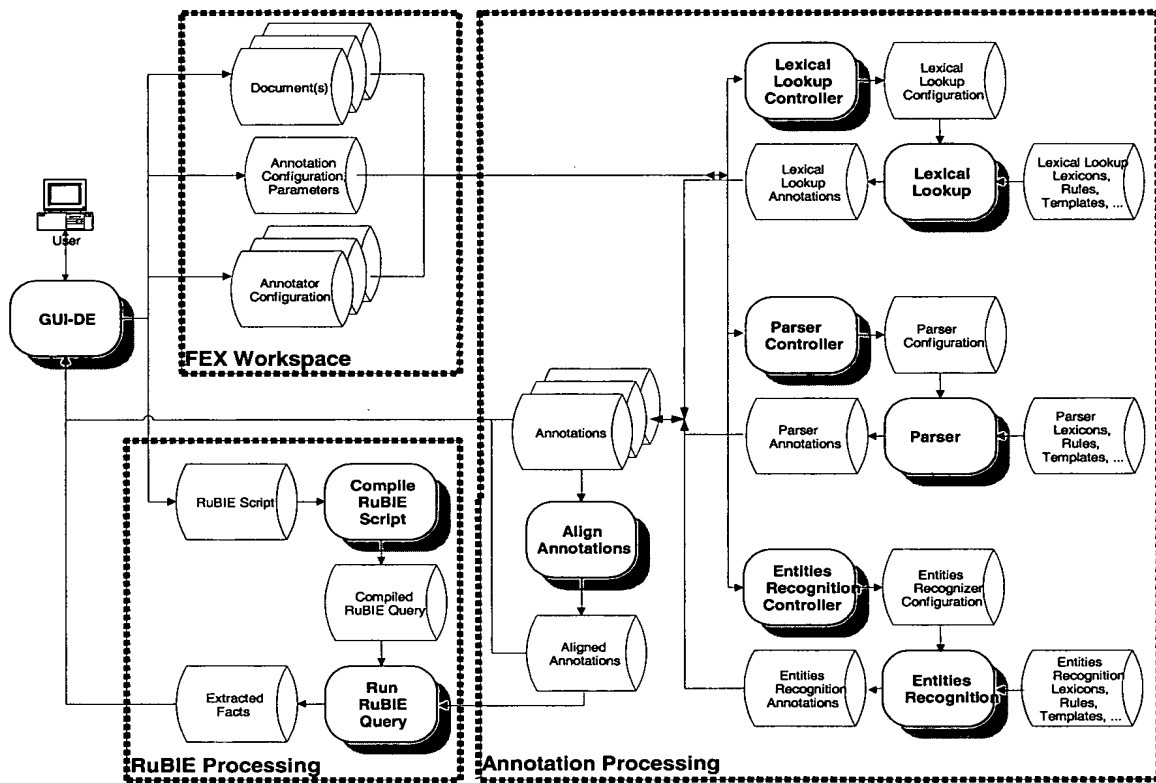 Document(s)
Annotation
Configuration
Parameters
Annotator
Configuration
FEX Workspace
User
GUI-DE
Lexical
Lookup
Controller
Lexical
Lookup
Configuration
Lexical
Lookup
Annotations
Lexical
Lookup
Lexical Lookup
Lexicons,
Rules,
Templates, ...
Parser
Controller
Parser
Configuration
Parser
Annotations
Parser
Parser
Lexicons,
Rules,
Templates, ...
Entities
Recognition
Controller
Entities
Recognizer
Configuration
Entities
Recognition
Annotations
Entities
Recognition
Entities
Recognition
Lexicons,
Rules,
Templates, ...
Annotations
Align
Annotations
Aligned
Annotations
Annotation Processing
RuBIE Script
Compile
RuBIE
Script
Compiled
RuBIE Query
Run
RuBIE
Query
Extracted
Facts
RuBIE Processing